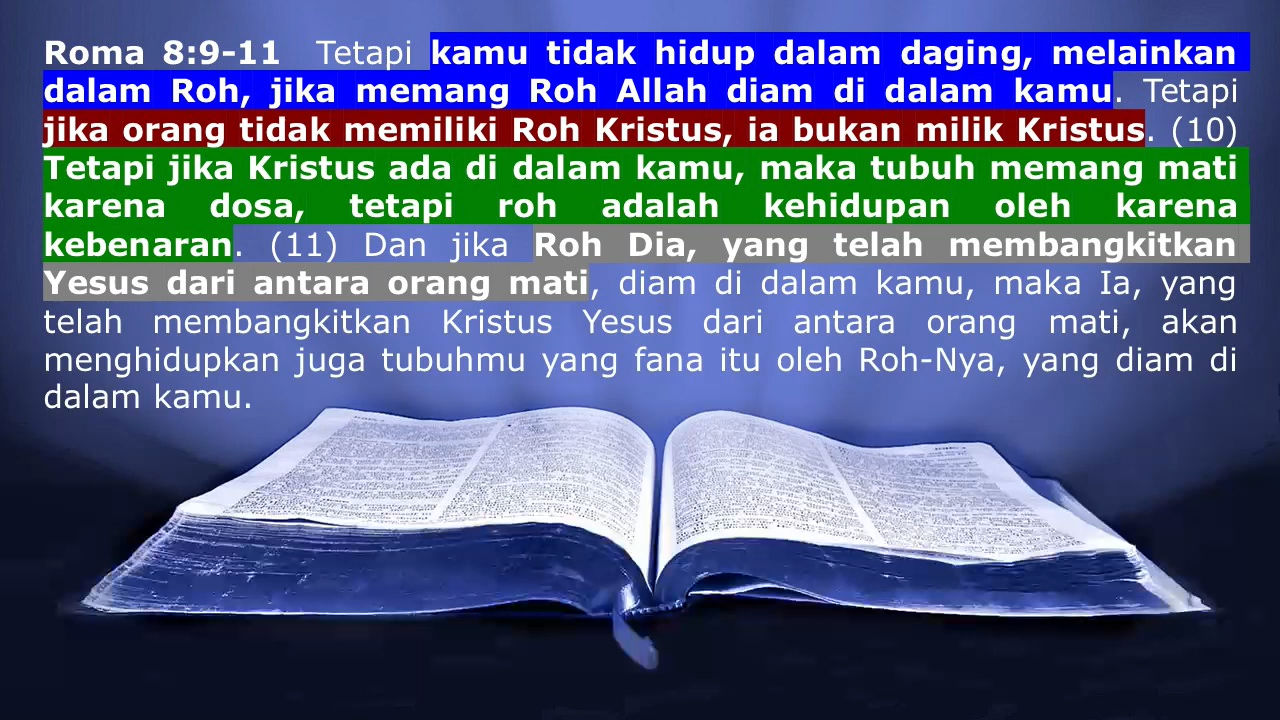 Roma 8:9-11 Tetapi kamu tidak hidup dalam daging, melainkan
dalam Roh, jika memang Roh Allah diam di dalam kamu. Tetapi
jika orang tidak memiliki Roh Kristus, ia bukan milik Kristus. (10)
Tetapi jika Kristus ada di dalam kamu, maka tubuh memang mati
karena dosa, tetapi roh adalah kehidupan oleh karena
kebenaran. (11) Dan jika Roh Dia, yang telah membangkitkan
Yesus dari antara orang mati, diam di dalam kamu, maka Ia, yang
telah membangkitkan Kristus Yesus dari antara orang mati, akan
menghidupkan juga tubuhmu yang fana itu oleh Roh-Nya, yang diam di
dalam kamu.